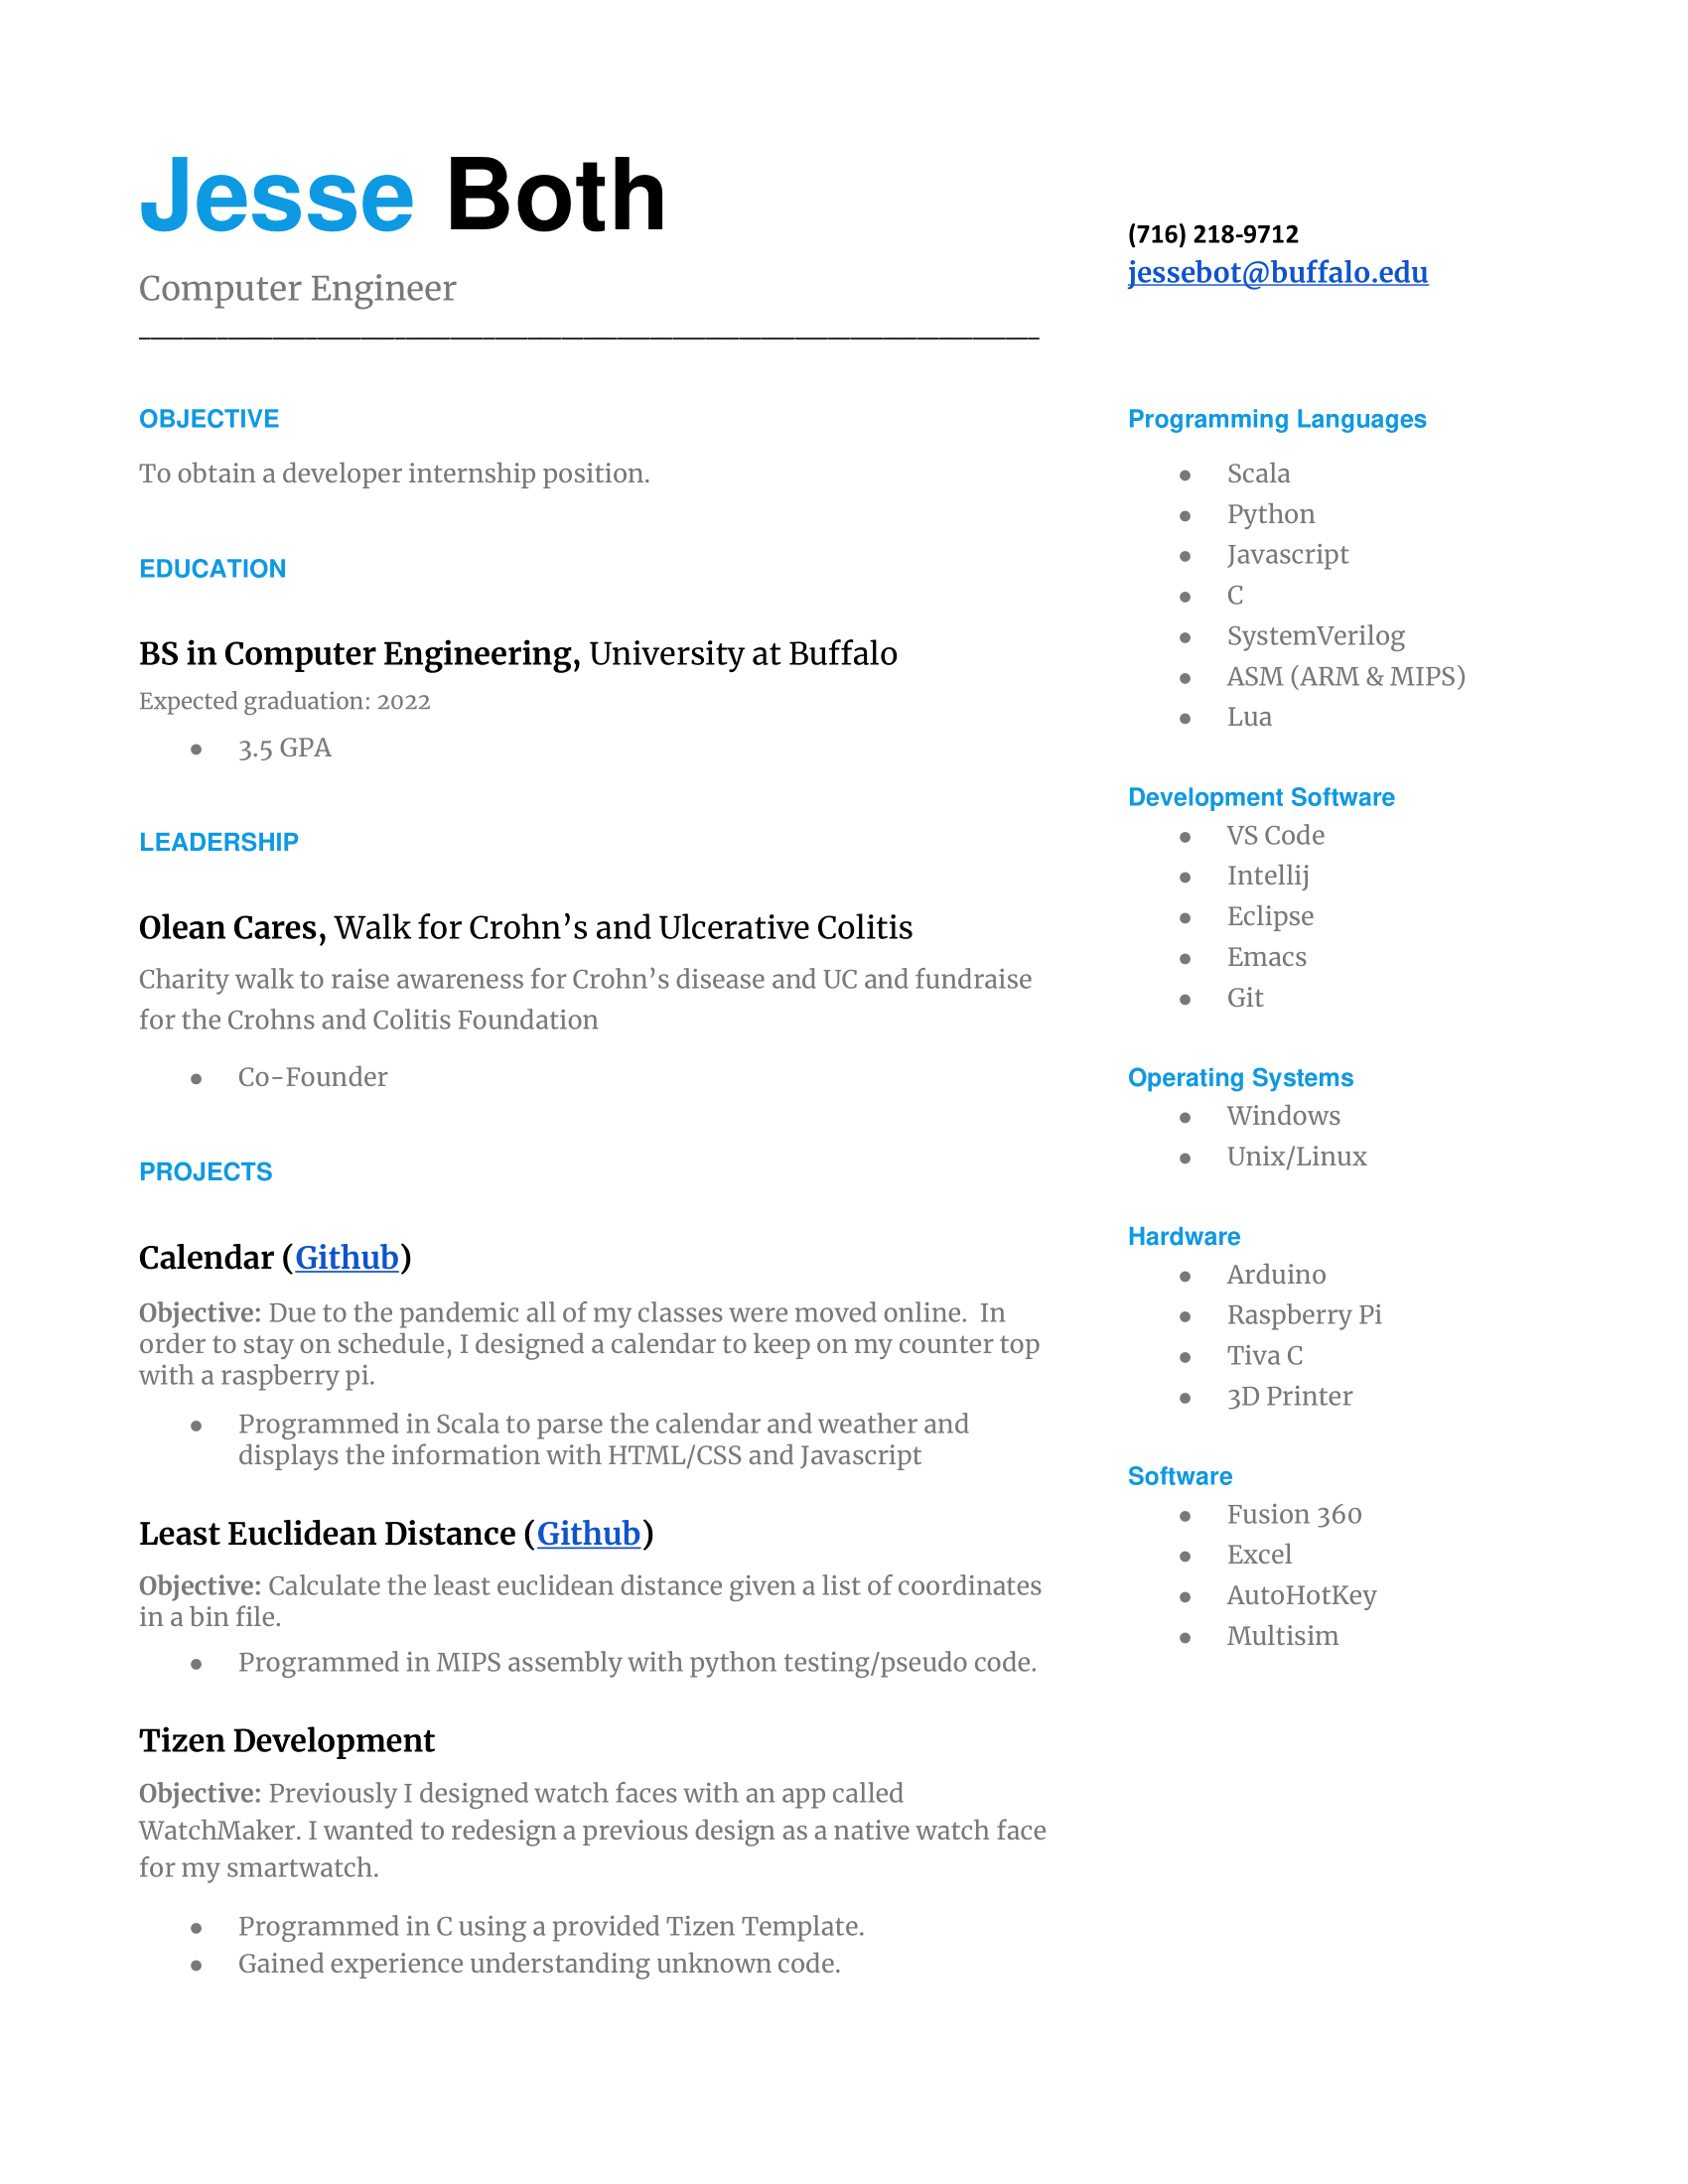 Jesse Both
Computer Engineer
(716) 218-9712
jessebot@buffalo.edu
OBJECTIVE
To obtain a developer internship position.
EDUCATION
BS in Computer Engineering, University at Buffalo
Expected graduation: 2022
● 3.5 GPA
LEADERSHIP
Olean Cares, Walk for Crohn’s and Ulcerative Colitis
Charity walk to raise awareness for Crohn’s disease and UC and fundraise
for the Crohns and Colitis Foundation
● Co-Founder
PROJECTS
Calendar (Github)
Objective: Due to the pandemic all of my classes were moved online.  In
order to stay on schedule, I designed a calendar to keep on my counter top
with a raspberry pi.
● Programmed in Scala to parse the calendar and weather and
displays the information with HTML/CSS and Javascript
Least Euclidean Distance (Github)
Objective: Calculate the least euclidean distance given a list of coordinates
in a bin file.
● Programmed in MIPS assembly with python testing/pseudo code.
Tizen Development
Objective: Previously I designed watch faces with an app called
WatchMaker. I wanted to redesign a previous design as a native watch face
for my smartwatch.
● Programmed in C using a provided Tizen Template.
● Gained experience understanding unknown code.
Programming Languages
● Scala
● Python
● Javascript
● C
● SystemVerilog
● ASM (ARM & MIPS)
● Lua
Development Software
● VS Code
● Intellij
● Eclipse
● Emacs
● Git
Operating Systems
● Windows
● Unix/Linux
Hardware
● Arduino
● Raspberry Pi
● Tiva C
● 3D Printer
Software
● Fusion 360
● Excel
● AutoHotKey
● Multisim